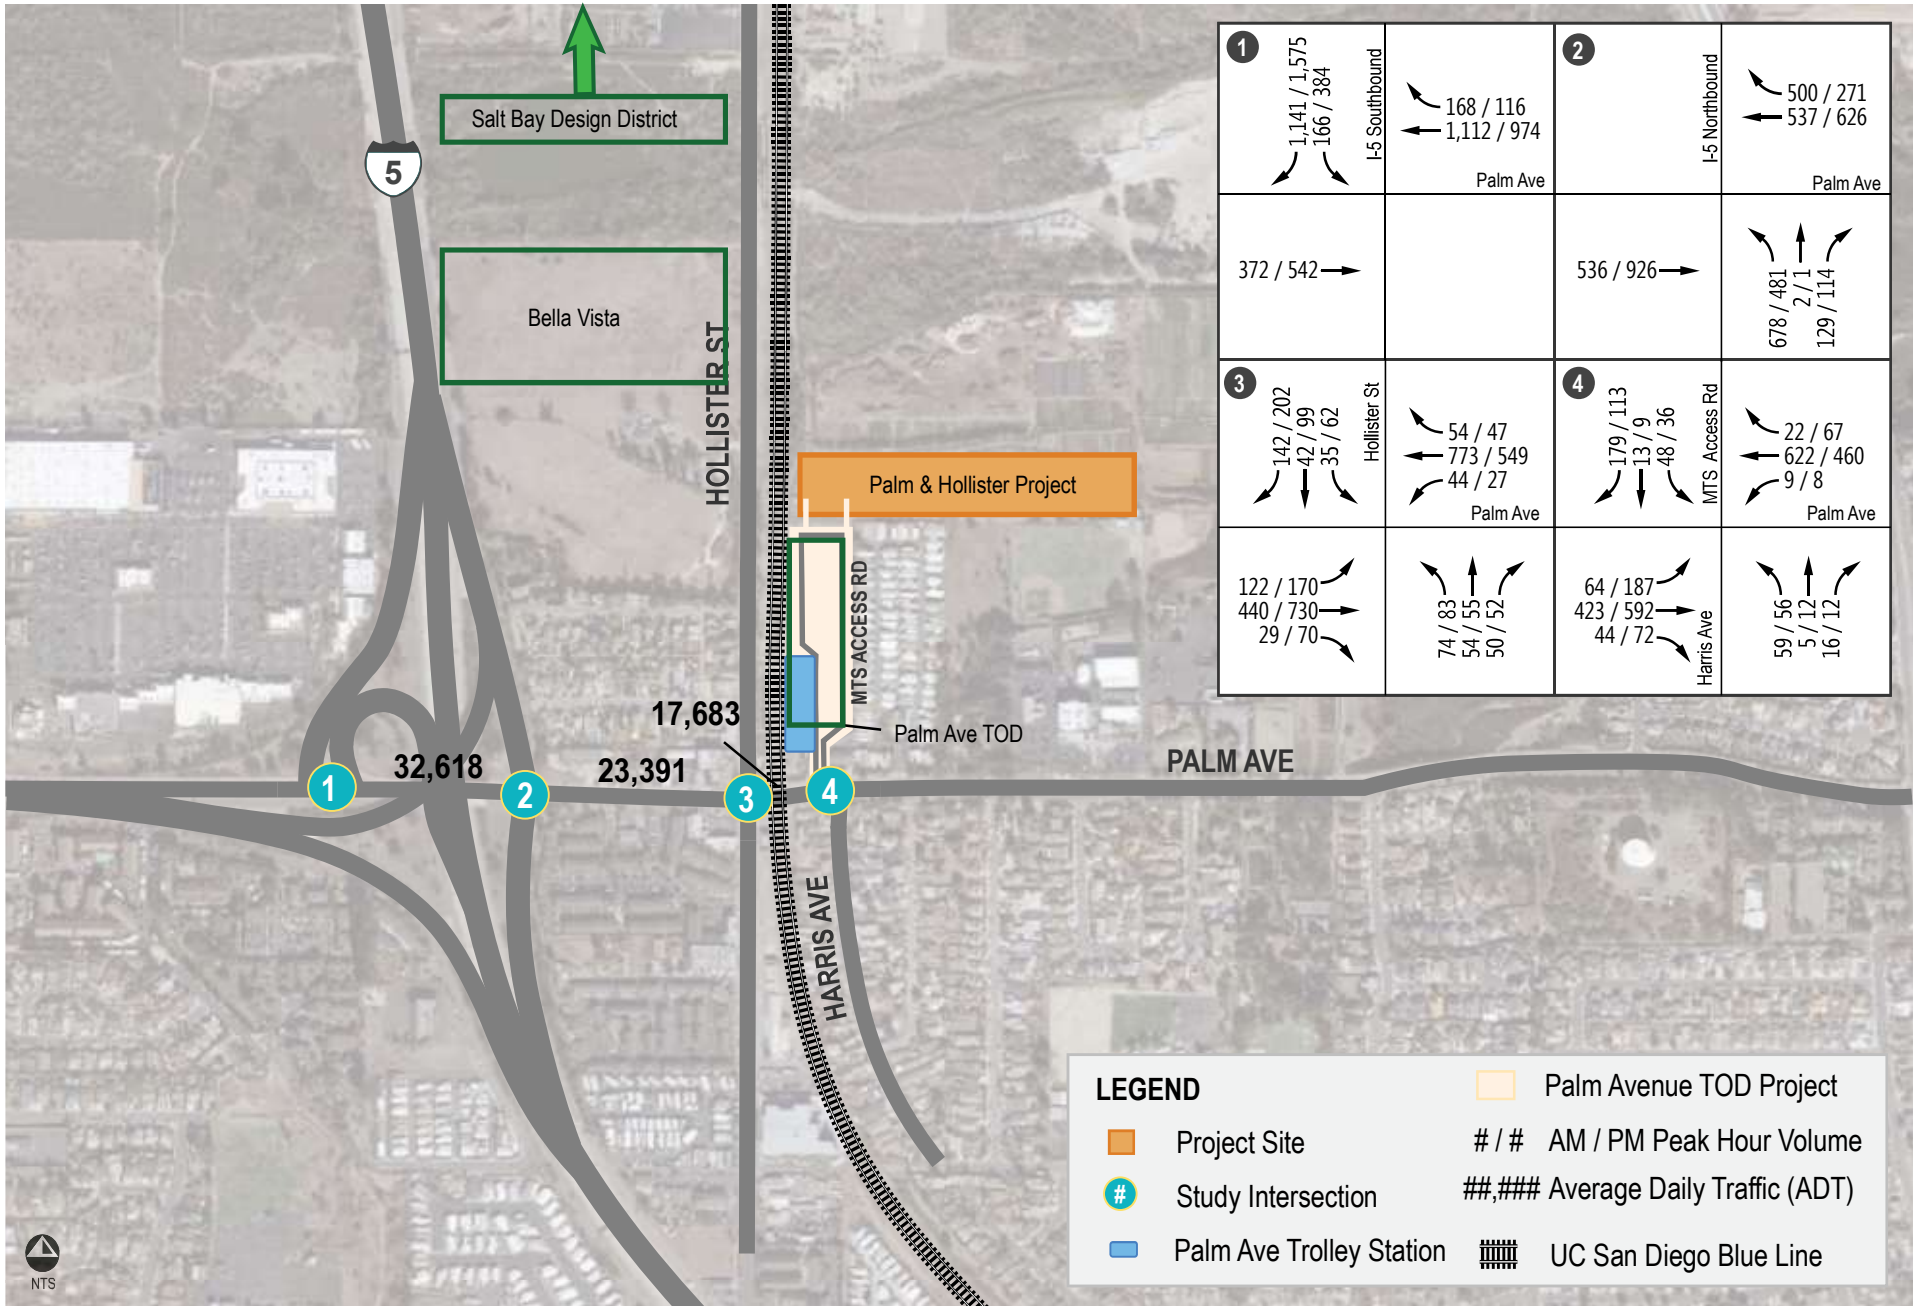 5
Salt Bay Design District
Bella Vista
HOLLISTER ST
Palm & Hollister Project
MTS ACCESS RD
17,683
Palm Ave TOD
32,618
23,391
PALM AVE
1
2
3
4
HARRIS AVE
NTS
1
1,141 / 1,575
166 / 384
I-5 Southbound
168 / 116
1,112 / 974
Palm Ave
372 / 542
2
I-5 Northbound
500 / 271
537 / 626
Palm Ave
536 / 926
678 / 481
2 / 1
129 / 114
3
142 / 202
42 / 99
35 / 62
Hollister St
54 / 47
773 / 549
44 / 27
Palm Ave
122 / 170
440 / 730
29 / 70
74 / 83
54 / 55
50 / 52
4
179 / 113
13 / 9
48 / 36
MTS Access Rd
22 / 67
622 / 460
9 / 8
Palm Ave
64 / 187
423 / 592
44 / 72
Harris Ave
59 / 56
5 / 12
16 / 12
LEGEND
Project Site
# Study Intersection
Palm Ave Trolley Station
Palm Avenue TOD Project
# / # AM / PM Peak Hour Volume
##,### Average Daily Traffic (ADT)
UC San Diego Blue Line